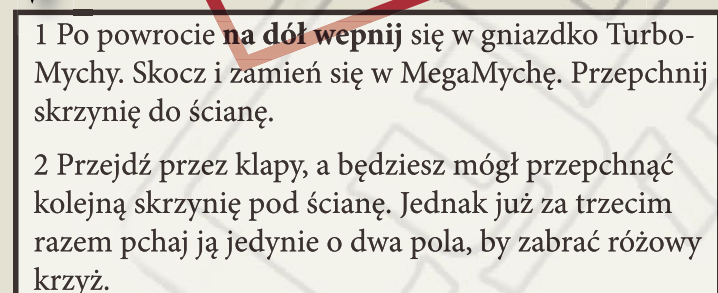 1 Po powrocie na dół wepnij się w gniazdko Turbo-
Mychy. Skocz i zamień się w MegaMychę. Przepchnij
skrzynię do ścianę.
2 Przejdź przez klapy, a będziesz mógł przepchnąć
kolejną skrzynię pod ścianę. Jednak już za trzecim
razem pchaj ją jedynie o dwa pola, by zabrać różowy
krzyż.